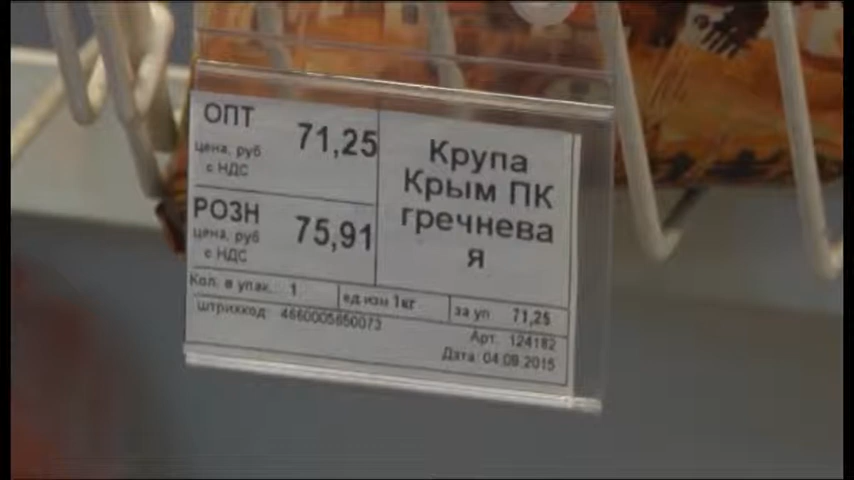 ОПТ
цена, руб
с НДС
71,25
РОЗН
цена, руб
с НДС
75,91
Крупа
Крым ПК
гречнева
я
Кол. в упак. 1
ед изм 1кг
за уп 71,25
штрихкод 4660005650073
Арт. 124182
Дата 04.09.2015